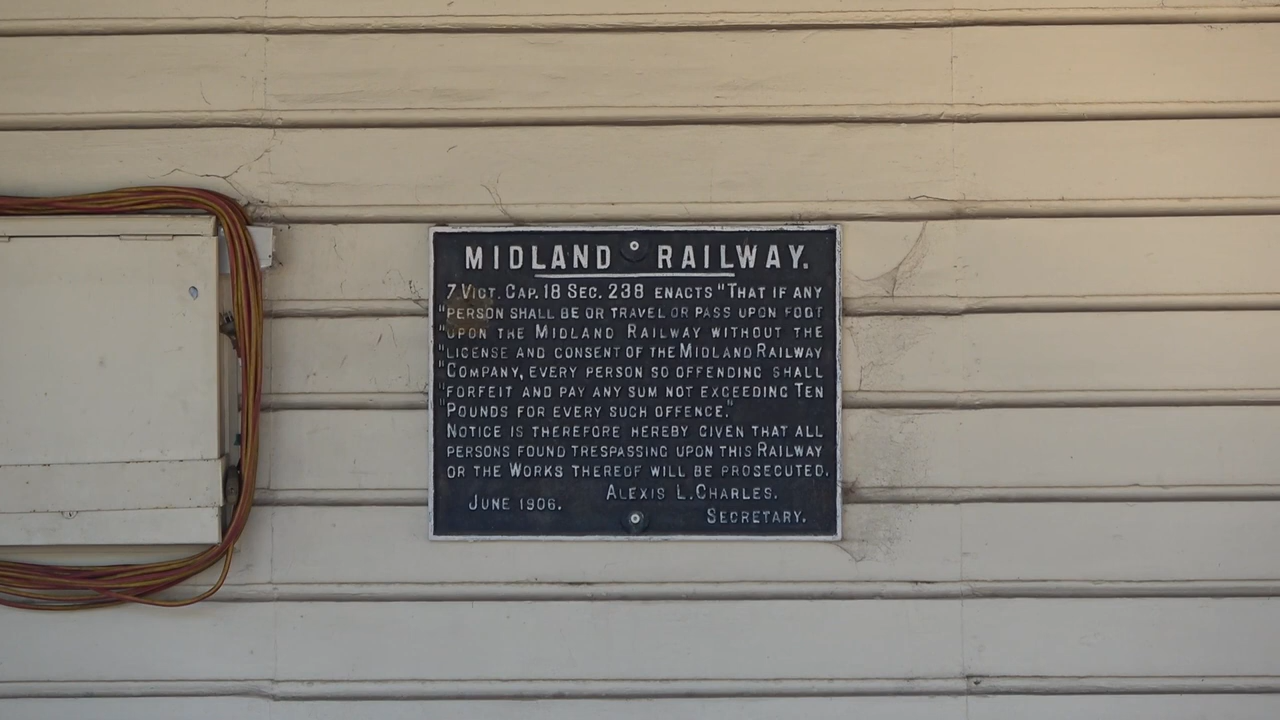 MIDLAND RAILWAY.
7 VICT. CAP. 18 SEC. 238 ENACTS "THAT IF ANY
"PERSON SHALL BE OR TRAVEL OR PASS UPON FOOT
"UPON THE MIDLAND RAILWAY WITHOUT THE
"LICENSE AND CONSENT OF THE MIDLAND RAILWAY
"COMPANY, EVERY PERSON SO OFFENDING SHALL
"FORFEIT AND PAY ANY SUM NOT EXCEEDING TEN
"POUNDS FOR EVERY SUCH OFFENCE."
NOTICE IS THEREFORE HEREBY GIVEN THAT ALL
PERSONS FOUND TRESPASSING UPON THIS RAILWAY
OR THE WORKS THEREOF WILL BE PROSECUTED.
JUNE 1906. ALEXIS L. CHARLES.
SECRETARY.